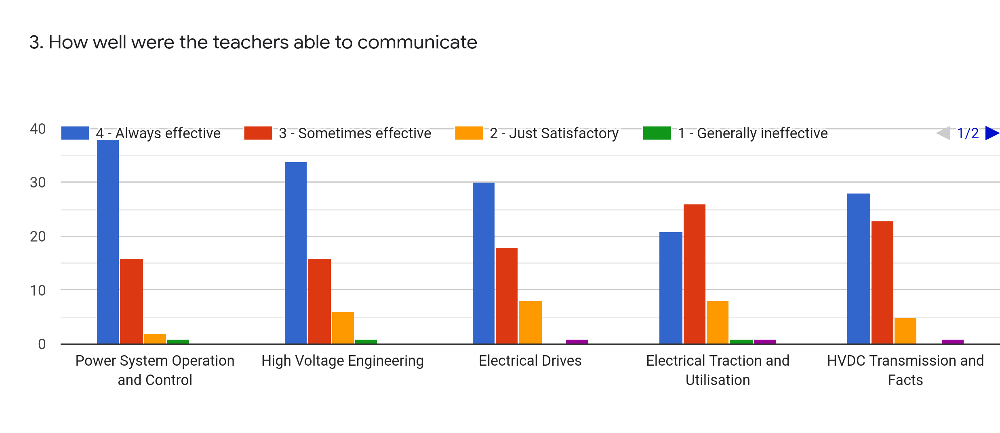 3. How well were the teachers able to communicate
4 - Always effective 3 - Sometimes effective 2 - Just Satisfactory 1 - Generally ineffective 1/2
40
30
20
10
0
Power System Operation
and Control
High Voltage Engineering
Electrical Drives
Electrical Traction and
Utilisation
HVDC Transmission and
Facts